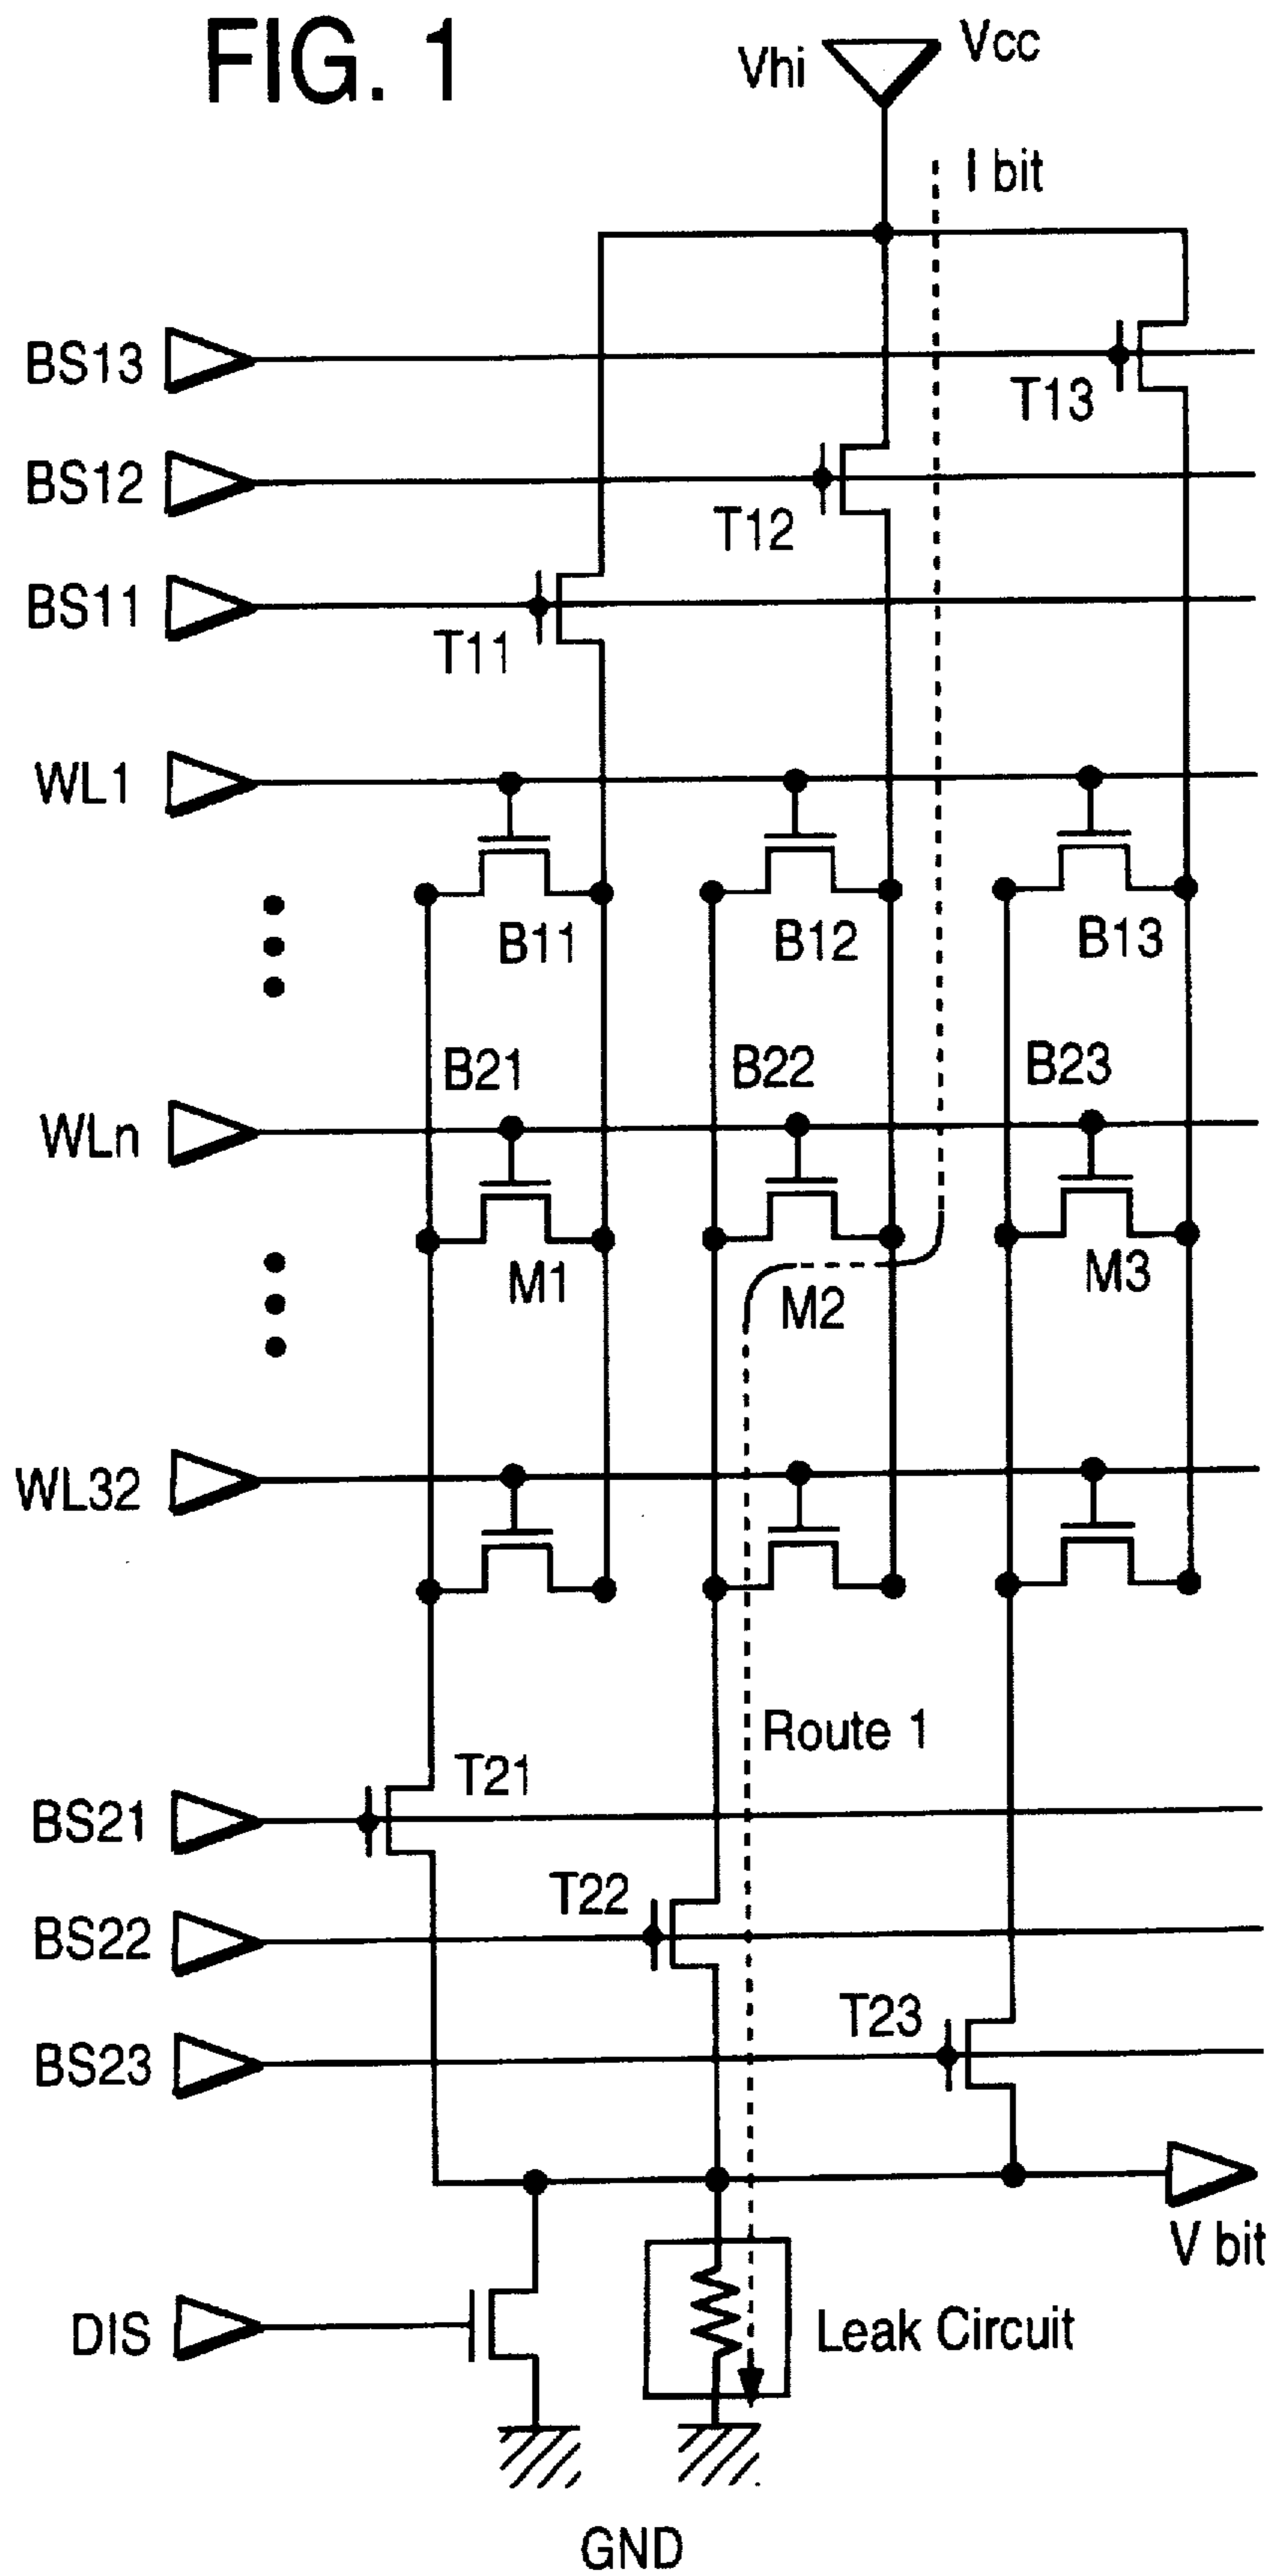 FIG. 1
Vhi
Vcc
I bit
BS13
T13
BS12
T12
BS11
T11
WL1
B11
B12
B13
B21
B22
B23
WLn
M1
M2
M3
WL32
Route 1
T21
BS21
T22
BS22
T23
BS23
V bit
DIS
Leak Circuit
GND